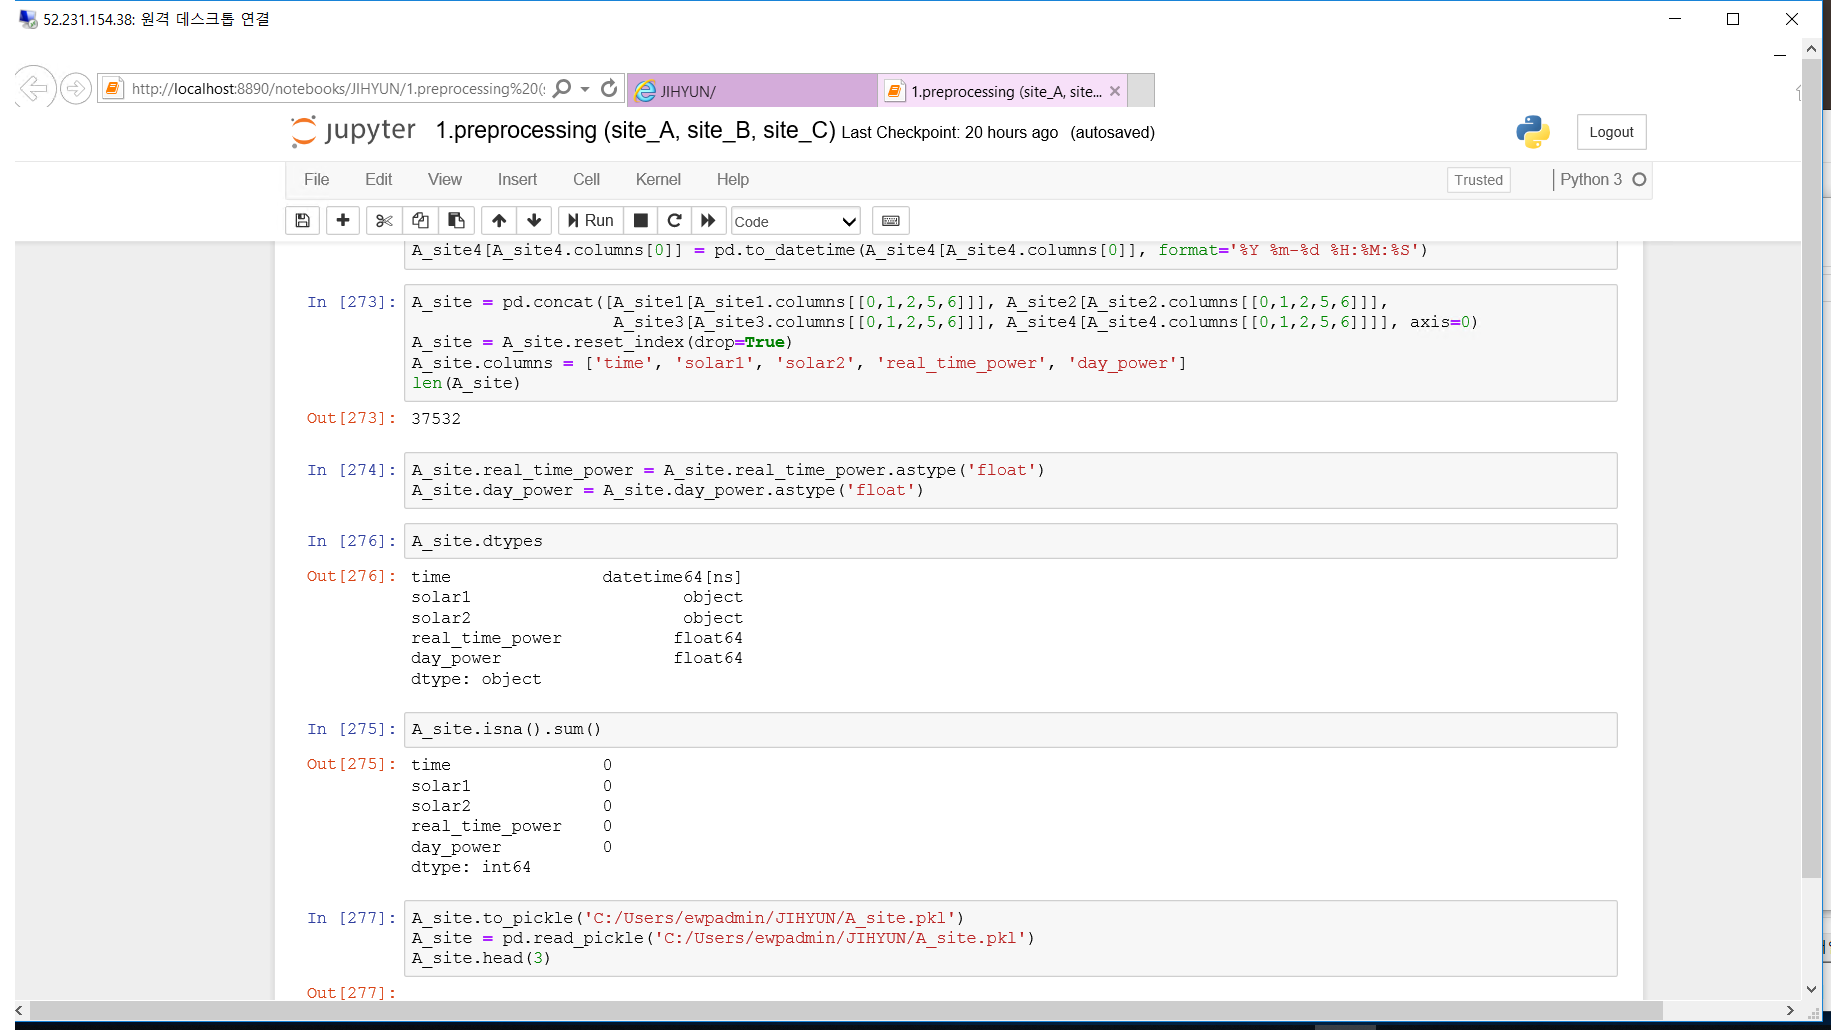 52.231.154.38: 원격 데스크톱 연결
http://localhost:8890/notebooks/JIHYUN/1.preprocessing%20(s
JIHYUN/
1.preprocessing (site_A, site...
jupyter 1.preprocessing (site_A, site_B, site_C) Last Checkpoint: 20 hours ago (autosaved)
Logout
File Edit View Insert Cell Kernel Help
Trusted
Python 3
Run
Code
A_site4[A_site4.columns[0]] = pd.to_datetime(A_site4[A_site4.columns[0]], format='%Y %m-%d %H:%M:%S')
In [273]: A_site = pd.concat([A_site1[A_site1.columns[[0,1,2,5,6]]], A_site2[A_site2.columns[[0,1,2,5,6]]],
A_site3[A_site3.columns[[0,1,2,5,6]]], A_site4[A_site4.columns[[0,1,2,5,6]]]], axis=0)
A_site = A_site.reset_index(drop=True)
A_site.columns = ['time', 'solar1', 'solar2', 'real_time_power', 'day_power']
len(A_site)
Out[273]: 37532
In [274]: A_site.real_time_power = A_site.real_time_power.astype('float')
A_site.day_power = A_site.day_power.astype('float')
In [276]: A_site.dtypes
Out[276]: time datetime64[ns]
solar1 object
solar2 object
real_time_power float64
day_power float64
dtype: object
In [275]: A_site.isna().sum()
Out[275]: time 0
solar1 0
solar2 0
real_time_power 0
day_power 0
dtype: int64
In [277]: A_site.to_pickle('C:/Users/ewpadmin/JIHYUN/A_site.pkl')
A_site = pd.read_pickle('C:/Users/ewpadmin/JIHYUN/A_site.pkl')
A_site.head(3)
Out[277]: